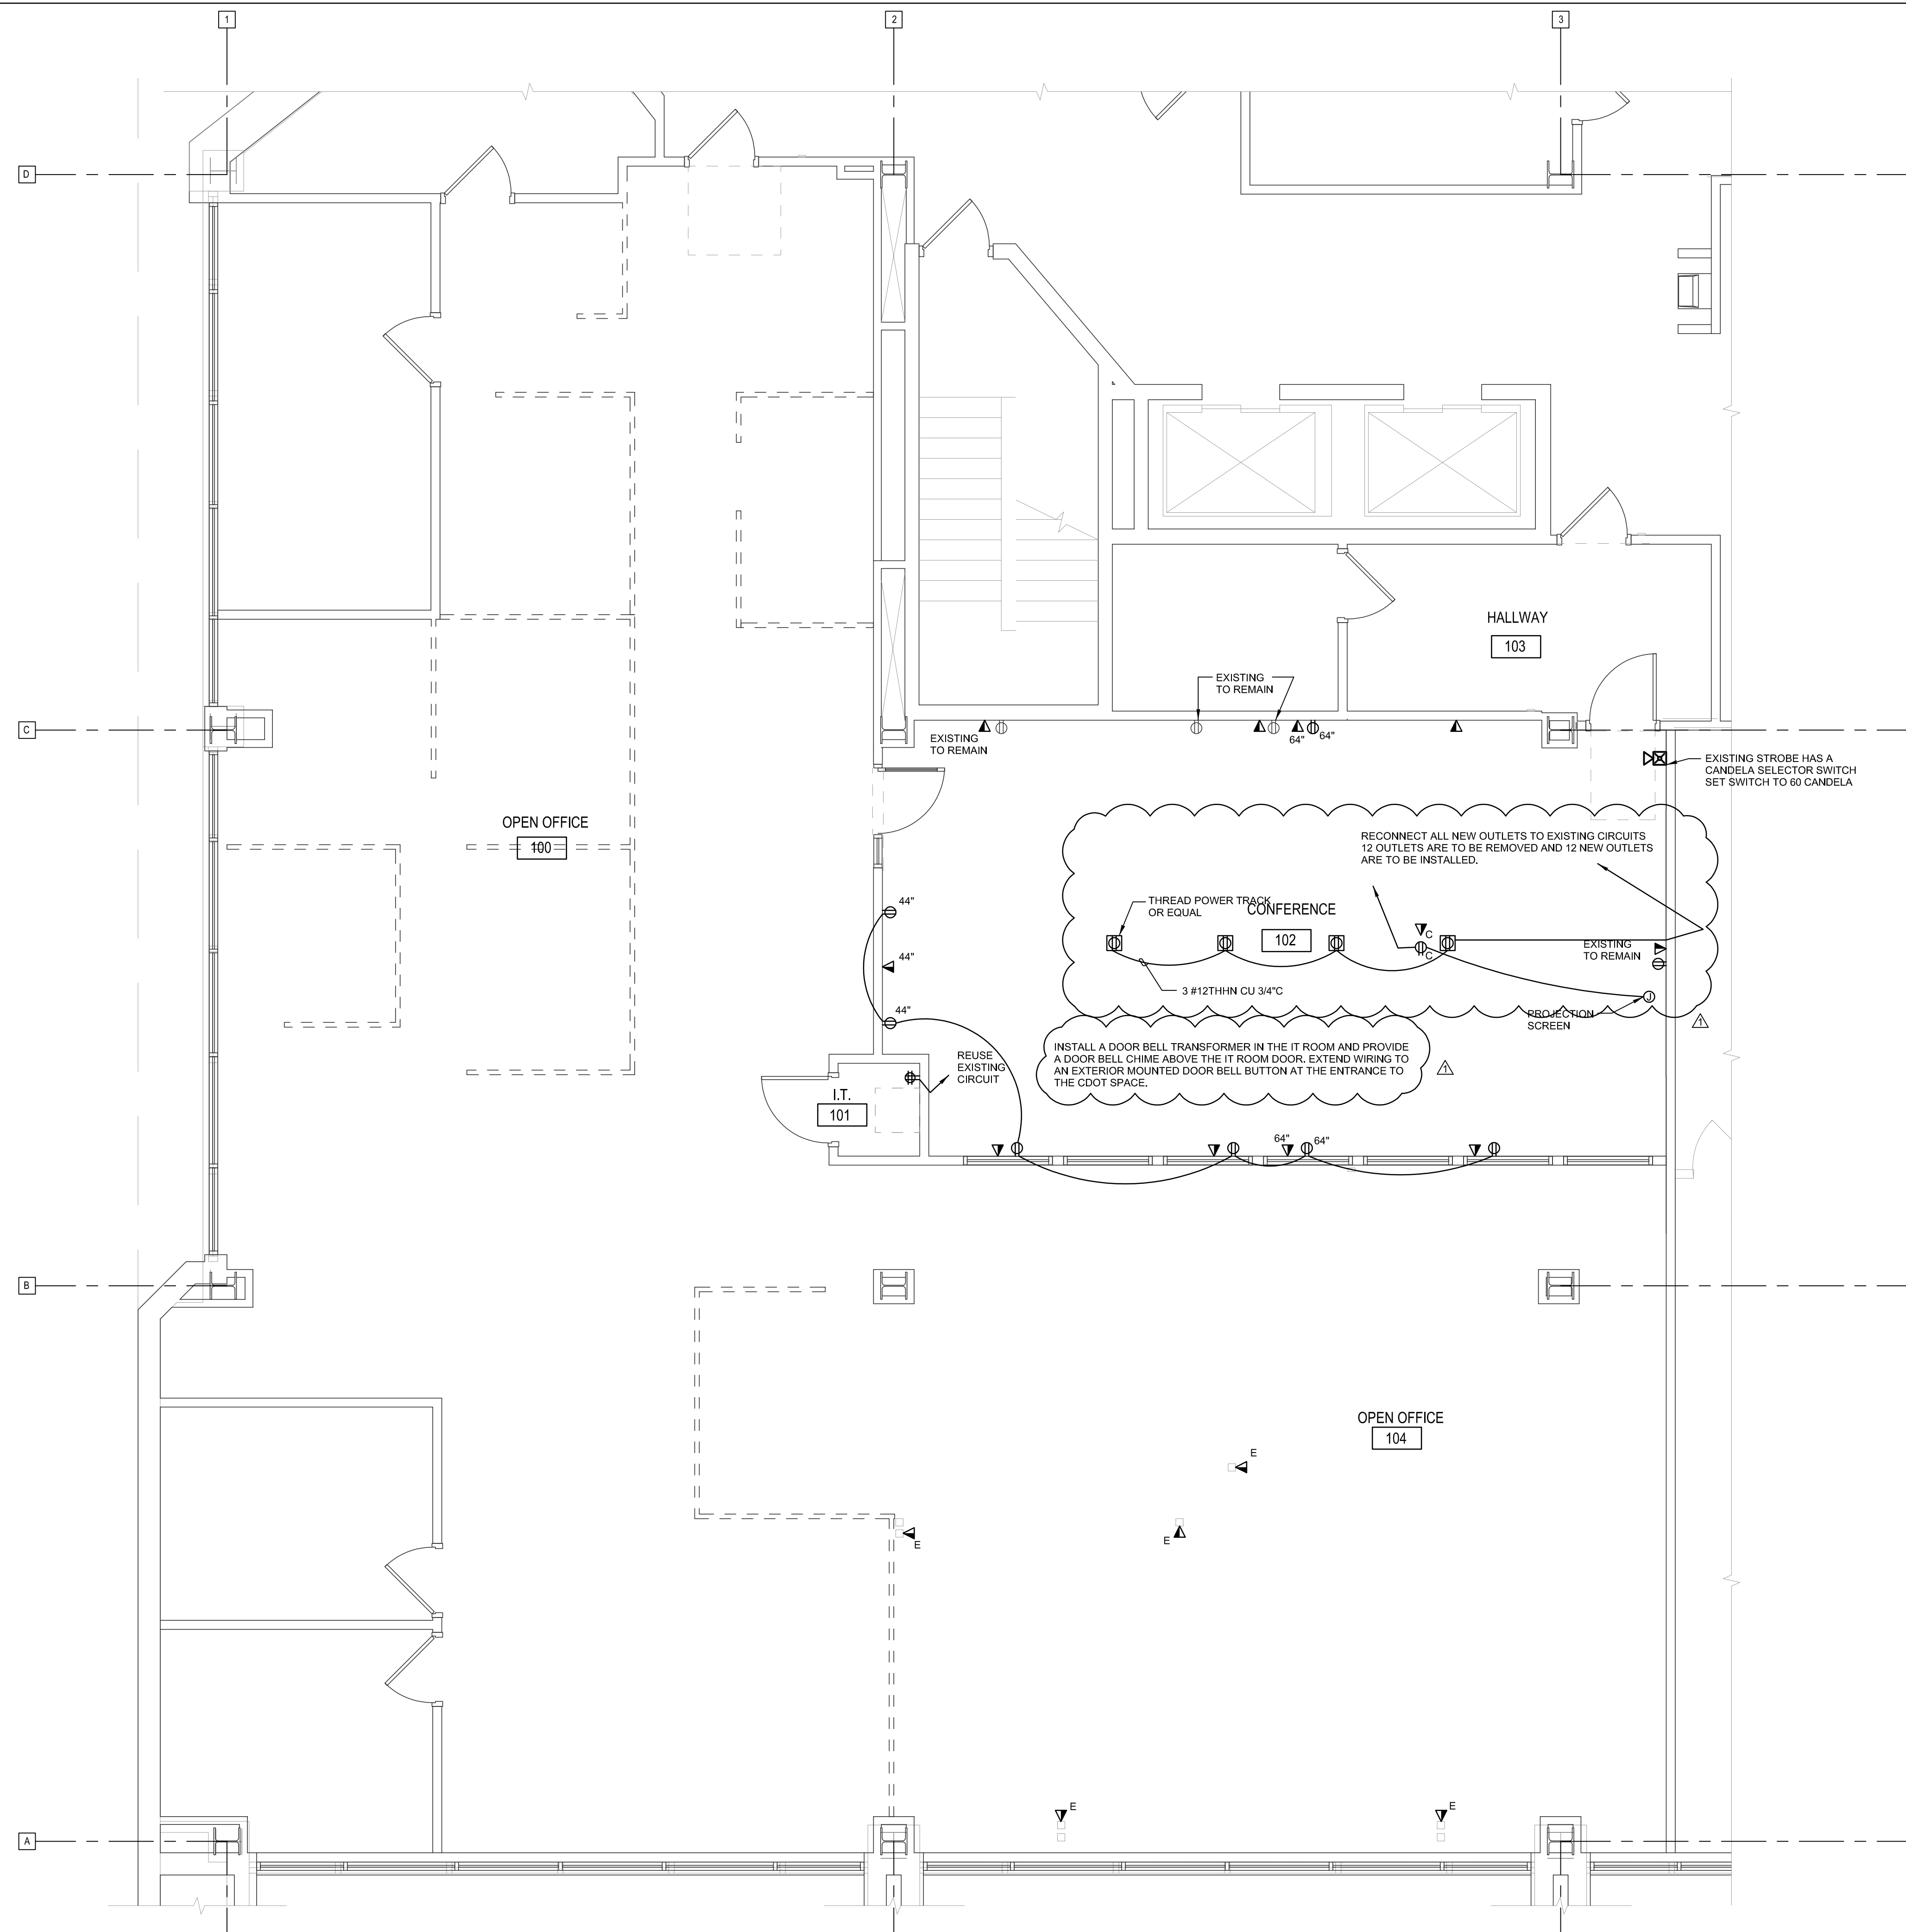 1
2
3
D
HALLWAY
103
EXISTING
TO REMAIN
C
EXISTING
TO REMAIN
64"
64"
EXISTING STROBE HAS A
CANDELA SELECTOR SWITCH
SET SWITCH TO 60 CANDELA
OPEN OFFICE
100
RECONNECT ALL NEW OUTLETS TO EXISTING CIRCUITS
12 OUTLETS ARE TO BE REMOVED AND 12 NEW OUTLETS
ARE TO BE INSTALLED.
44"
THREAD POWER TRACK
OR EQUAL
CONFERENCE
102
C
C
EXISTING
TO REMAIN
44"
3 #12THHN CU 3/4"C
J
44"
PROJECTION
SCREEN
1
INSTALL A DOOR BELL TRANSFORMER IN THE IT ROOM AND PROVIDE
A DOOR BELL CHIME ABOVE THE IT ROOM DOOR. EXTEND WIRING TO
AN EXTERIOR MOUNTED DOOR BELL BUTTON AT THE ENTRANCE TO
THE CDOT SPACE.
1
REUSE
EXISTING
CIRCUIT
I.T.
101
64"
64"
B
OPEN OFFICE
104
E
E
E
E
E
A